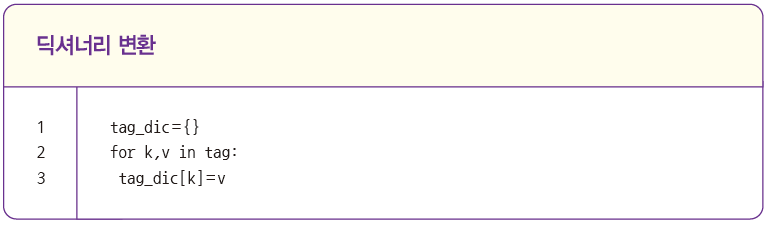 딕셔너리 변환
1 tag_dic={}
2 for k,v in tag:
3  tag_dic[k]=v